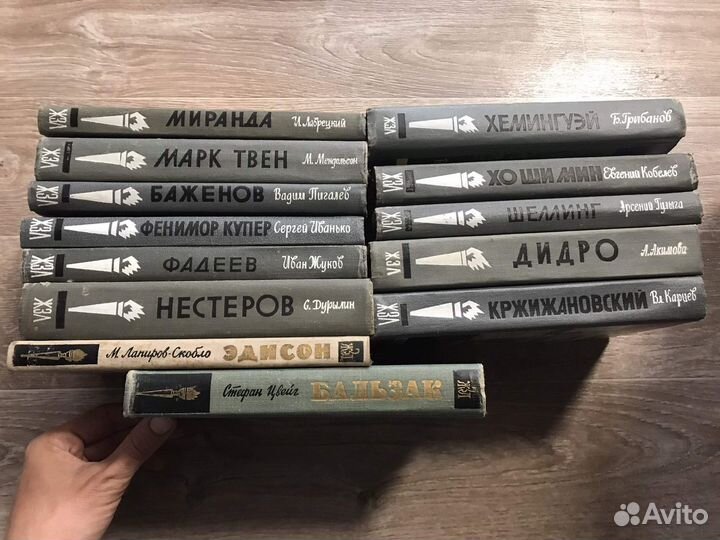 ЖЗЛ МИРАНДА И. Лаврецкий
ЖЗЛ МАРК ТВЕН М. Мендельсон
ЖЗЛ БАЖЕНОВ Вадим Пигалев
ЖЗЛ ФЕНИМОР КУПЕР Сергей Иванько
ЖЗЛ ФАДЕЕВ Иван Жуков
ЖЗЛ НЕСТЕРОВ С. Дурылин
М. Лапиров-Скобло ЭДИСОН ЖЗЛ
Стефан Цвейг БАЛЬЗАК ЖЗЛ
ЖЗЛ ХЕМИНГУЭЙ Б. Грибанов
ЖЗЛ ХО ШИ МИН Евгений Кобелев
ЖЗЛ ШЕЛЛИНГ Арсений Гулыга
ЖЗЛ ДИДРО А. Акимова
ЖЗЛ КРЖИЖАНОВСКИЙ Вл. Карцев
Avito